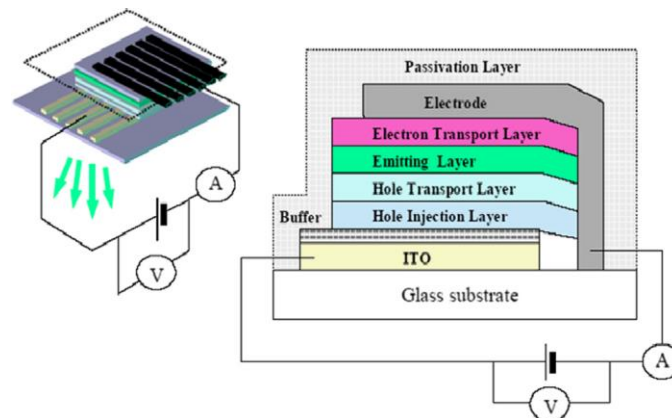 A
V
Passivation Layer
Electrode
Electron Transport Layer
Emitting Layer
Hole Transport Layer
Buffer
Hole Injection Layer
ITO
Glass substrate
A
V